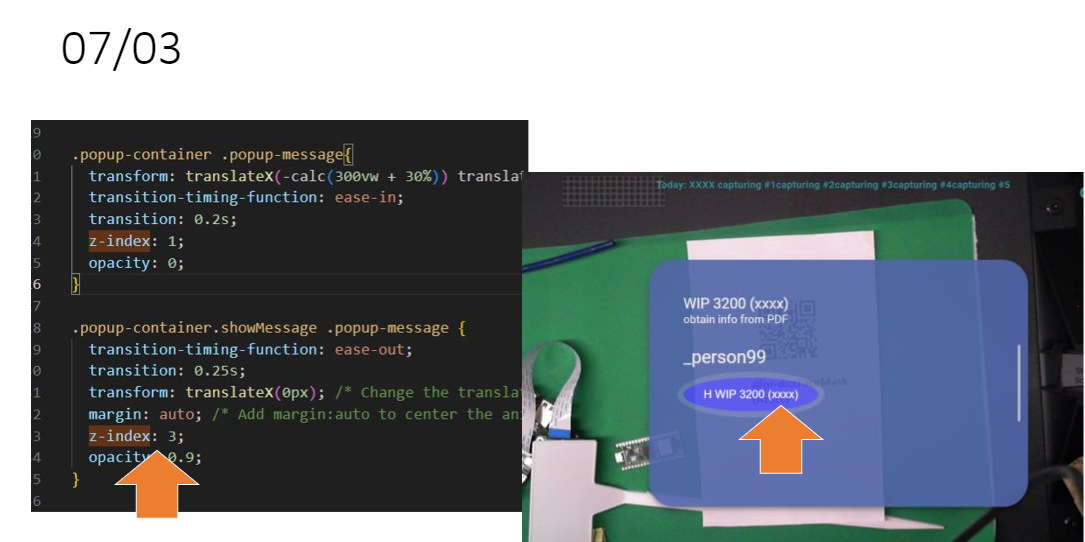 07/03
9
0 .popup-container .popup-message{
1 transform: translateX(-calc(300vw + 30%)) transla
2 transition-timing-function: ease-in;
3 transition: 0.2s;
4 z-index: 1;
5 opacity: 0;
6 }
7
8 .popup-container.showMessage .popup-message {
9 transition-timing-function: ease-out;
0 transition: 0.25s;
1 transform: translateX(0px); /* Change the transla
2 margin: auto; /* Add margin:auto to center the an
3 z-index: 3;
4 opacity: 0.9;
5 }
6
Today: XXXX capturing #1capturing #2capturing #3capturing #4capturing #5
WIP 3200 (xxxx)
obtain info from PDF
_person99
H WIP 3200 (xxxx)